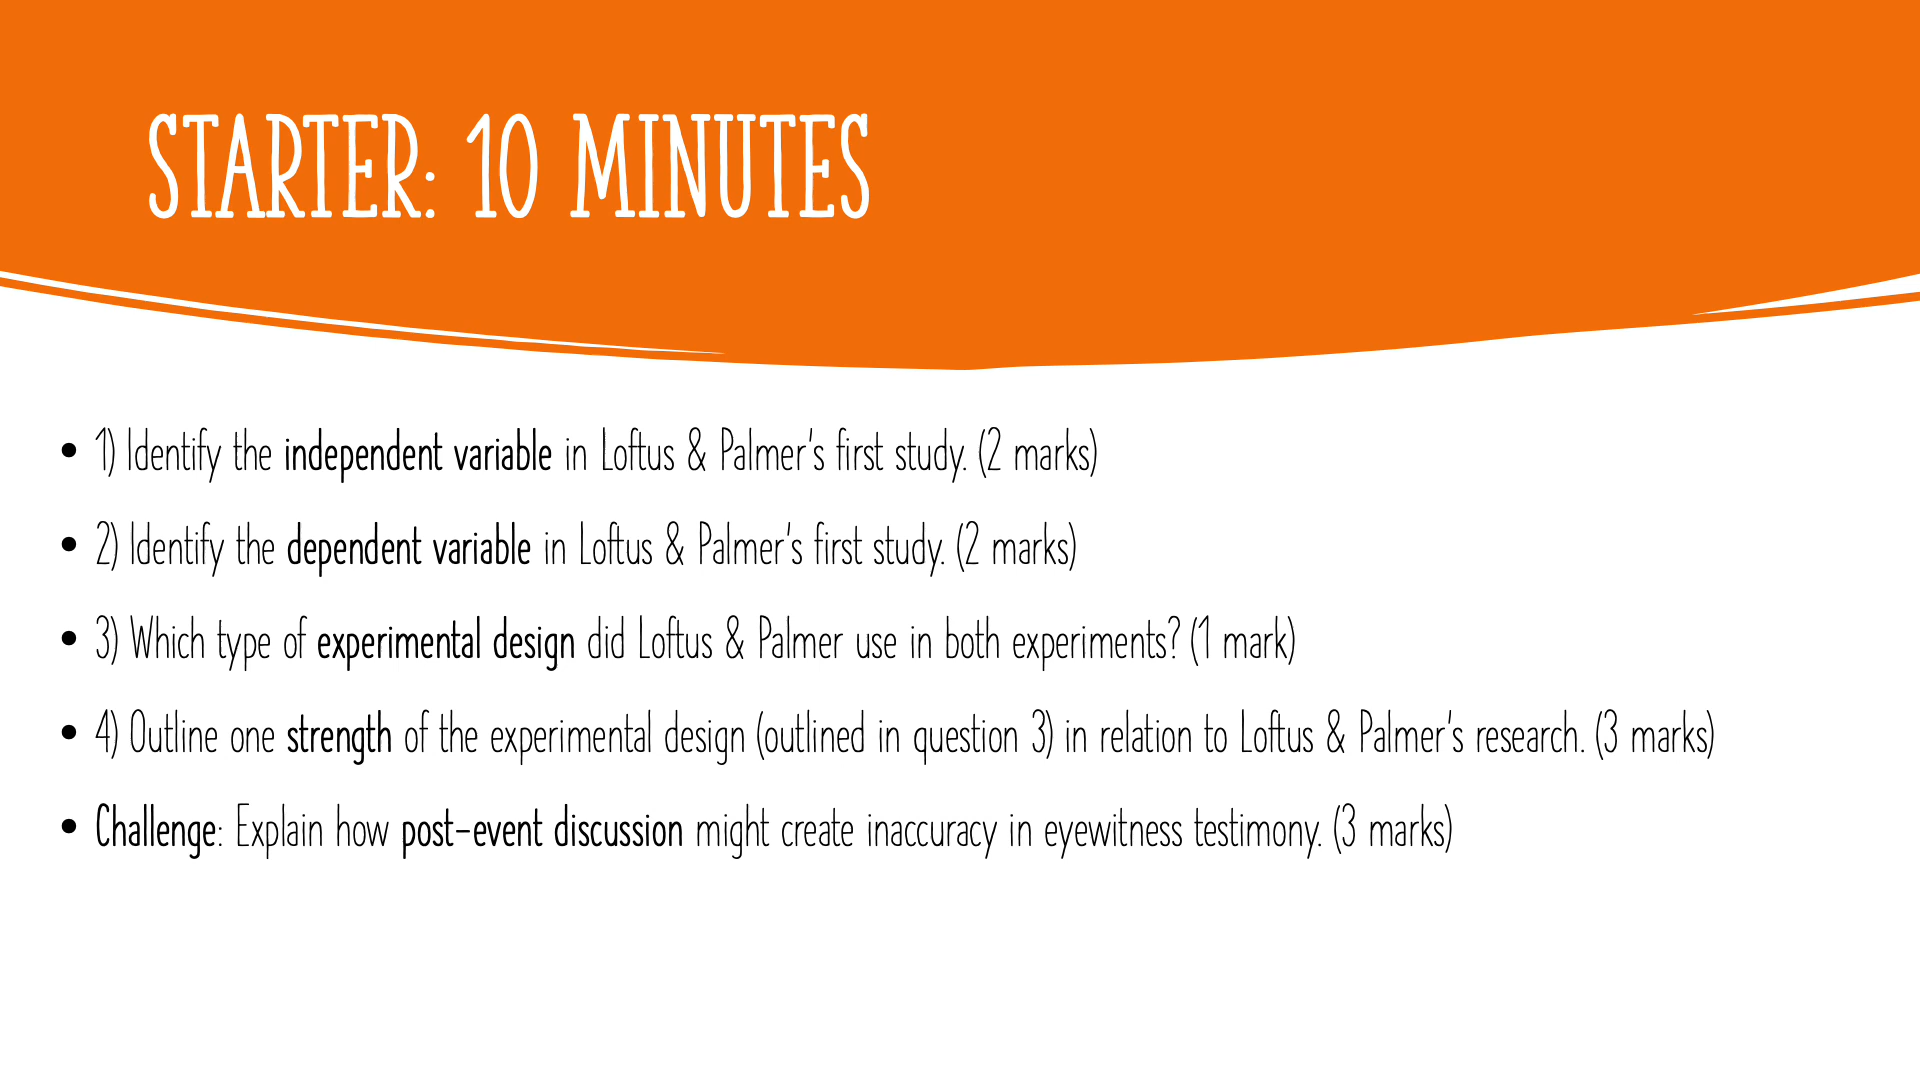 STARTER: 10 MINUTES
• 1) Identify the independent variable in Loftus & Palmer's first study. (2 marks)
• 2) Identify the dependent variable in Loftus & Palmer's first study. (2 marks)
• 3) Which type of experimental design did Loftus & Palmer use in both experiments? (1 mark)
• 4) Outline one strength of the experimental design (outlined in question 3) in relation to Loftus & Palmer's research. (3 marks)
• Challenge: Explain how post-event discussion might create inaccuracy in eyewitness testimony. (3 marks)